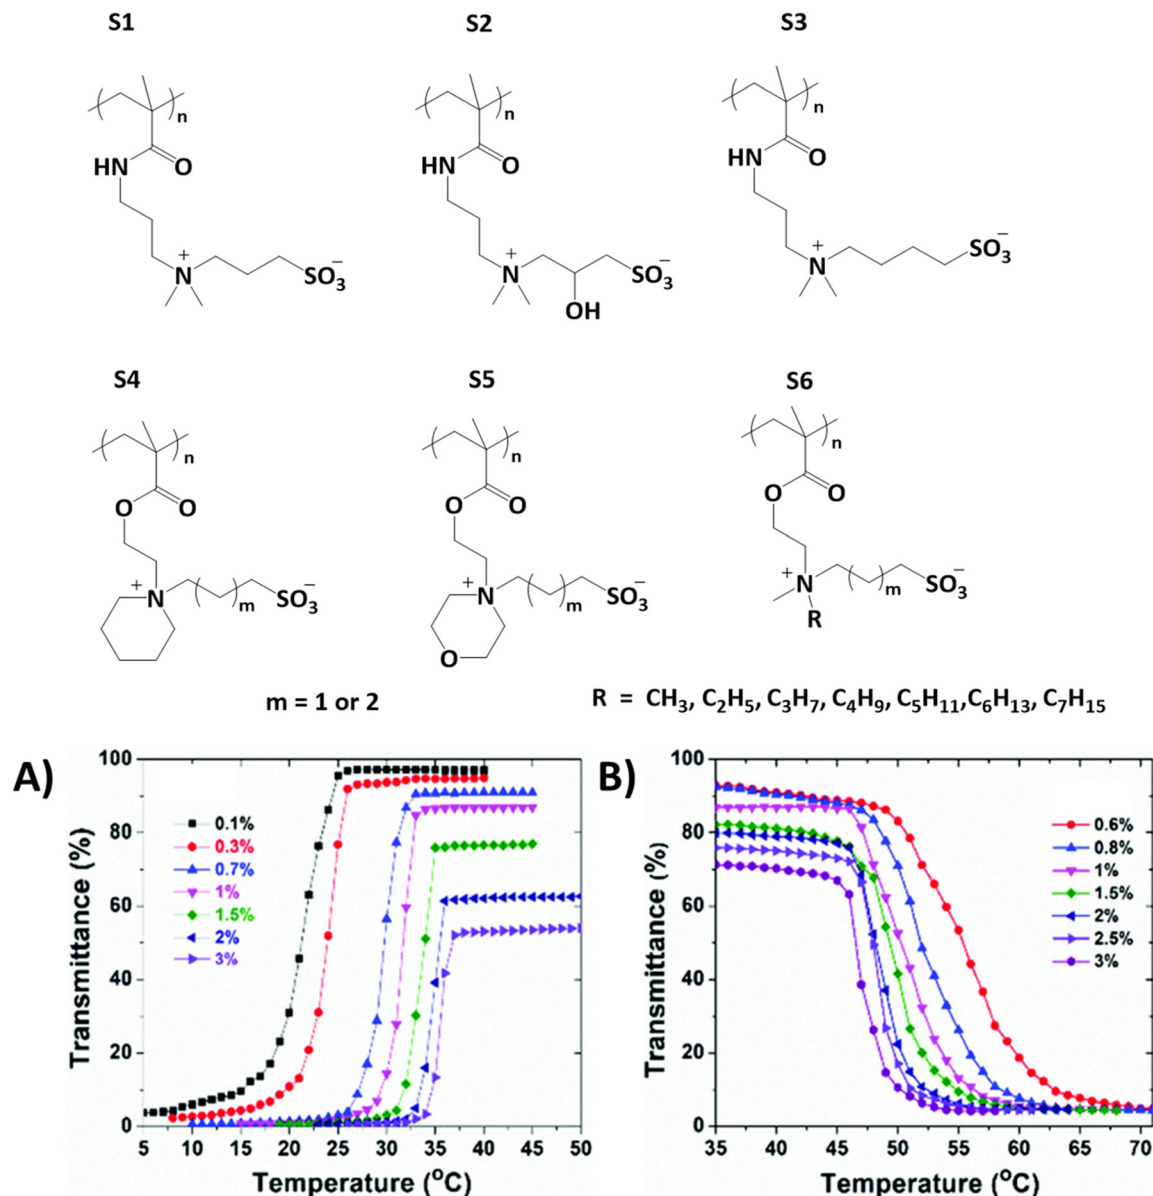 S1
S2
S3
n
n
n
HN
O
HN
O
HN
O
+
N
SO₃⁻
+
N
OH
SO₃⁻
+
N
SO₃⁻
S4
S5
S6
n
n
n
O
O
O
O
O
O
+
N
m
SO₃⁻
+
N
O
m
SO₃⁻
+
N
R
m
SO₃⁻
m = 1 or 2
R = CH₃, C₂H₅, C₃H₇, C₄H₉, C₅H₁₁,C₆H₁₃, C₇H₁₅
A)
Transmittance (%)
100
80
60
40
20
0
0.1%
0.3%
0.7%
1%
1.5%
2%
3%
5 10 15 20 25 30 35 40 45 50
Temperature (°C)
B)
Transmittance (%)
100
80
60
40
20
0
0.6%
0.8%
1%
1.5%
2%
2.5%
3%
35 40 45 50 55 60 65 70
Temperature (°C)